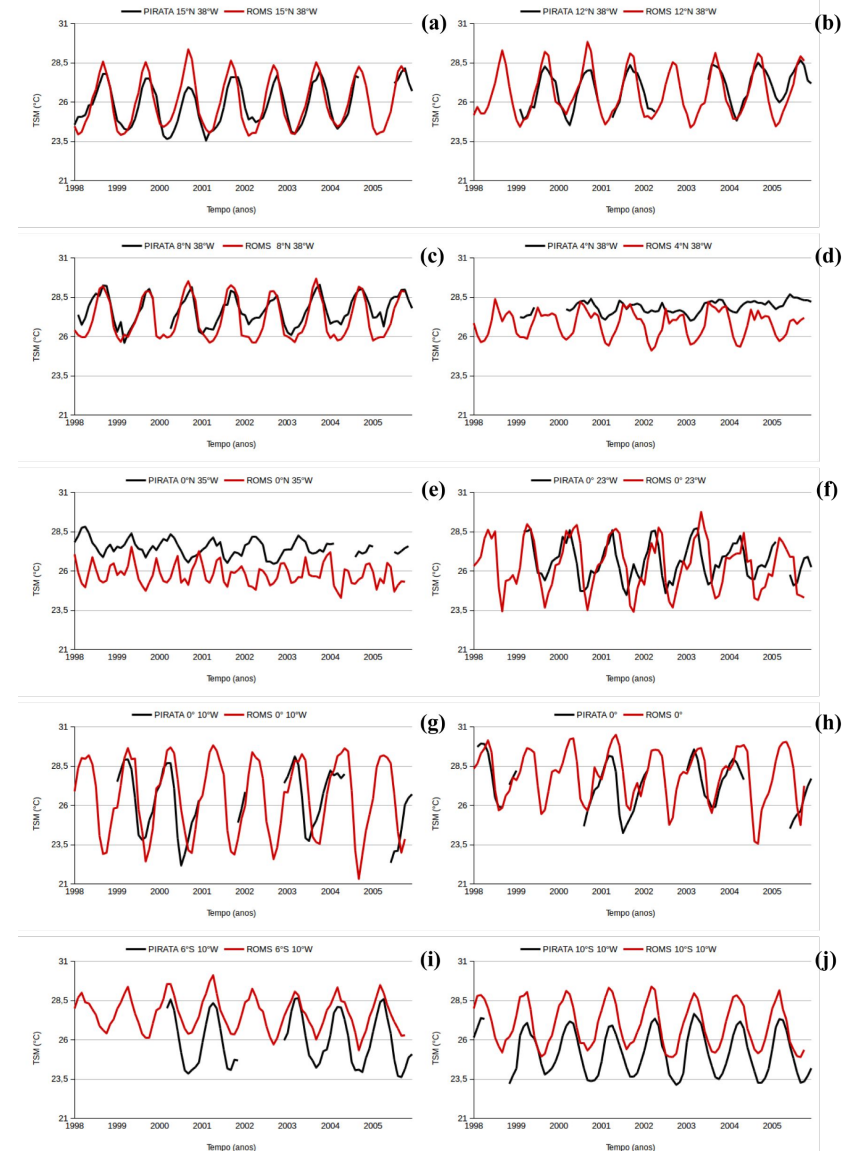 PIRATA 15°N 38°W ROMS 15°N 38°W (a)
31
28,5
26
23,5
21
TSM (°C)
1998 1999 2000 2001 2002 2003 2004 2005
Tempo (anos)
PIRATA 12°N 38°W ROMS 12°N 38°W (b)
31
28,5
26
23,5
21
TSM (°C)
1998 1999 2000 2001 2002 2003 2004 2005
Tempo (anos)
PIRATA 8°N 38°W ROMS 8°N 38°W (c)
31
28,5
26
23,5
21
TSM (°C)
1998 1999 2000 2001 2002 2003 2004 2005
Tempo (anos)
PIRATA 4°N 38°W ROMS 4°N 38°W (d)
31
28,5
26
23,5
21
TSM (°C)
1998 1999 2000 2001 2002 2003 2004 2005
Tempo (anos)
PIRATA 0°N 35°W ROMS 0°N 35°W (e)
31
28,5
26
23,5
21
TSM (°C)
1998 1999 2000 2001 2002 2003 2004 2005
Tempo (anos)
PIRATA 0° 23°W ROMS 0° 23°W (f)
31
28,5
26
23,5
21
TSM (°C)
1998 1999 2000 2001 2002 2003 2004 2005
Tempo (anos)
PIRATA 0° 10°W ROMS 0° 10°W (g)
31
28,5
26
23,5
21
TSM (°C)
1998 1999 2000 2001 2002 2003 2004 2005
Tempo (anos)
PIRATA 0° ROMS 0° (h)
31
28,5
26
23,5
21
TSM (°C)
1998 1999 2000 2001 2002 2003 2004 2005
Tempo (anos)
PIRATA 6°S 10°W ROMS 6°S 10°W (i)
31
28,5
26
23,5
21
TSM (°C)
1998 1999 2000 2001 2002 2003 2004 2005
Tempo (anos)
PIRATA 10°S 10°W ROMS 10°S 10°W (j)
31
28,5
26
23,5
21
TSM (°C)
1998 1999 2000 2001 2002 2003 2004 2005
Tempo (anos)